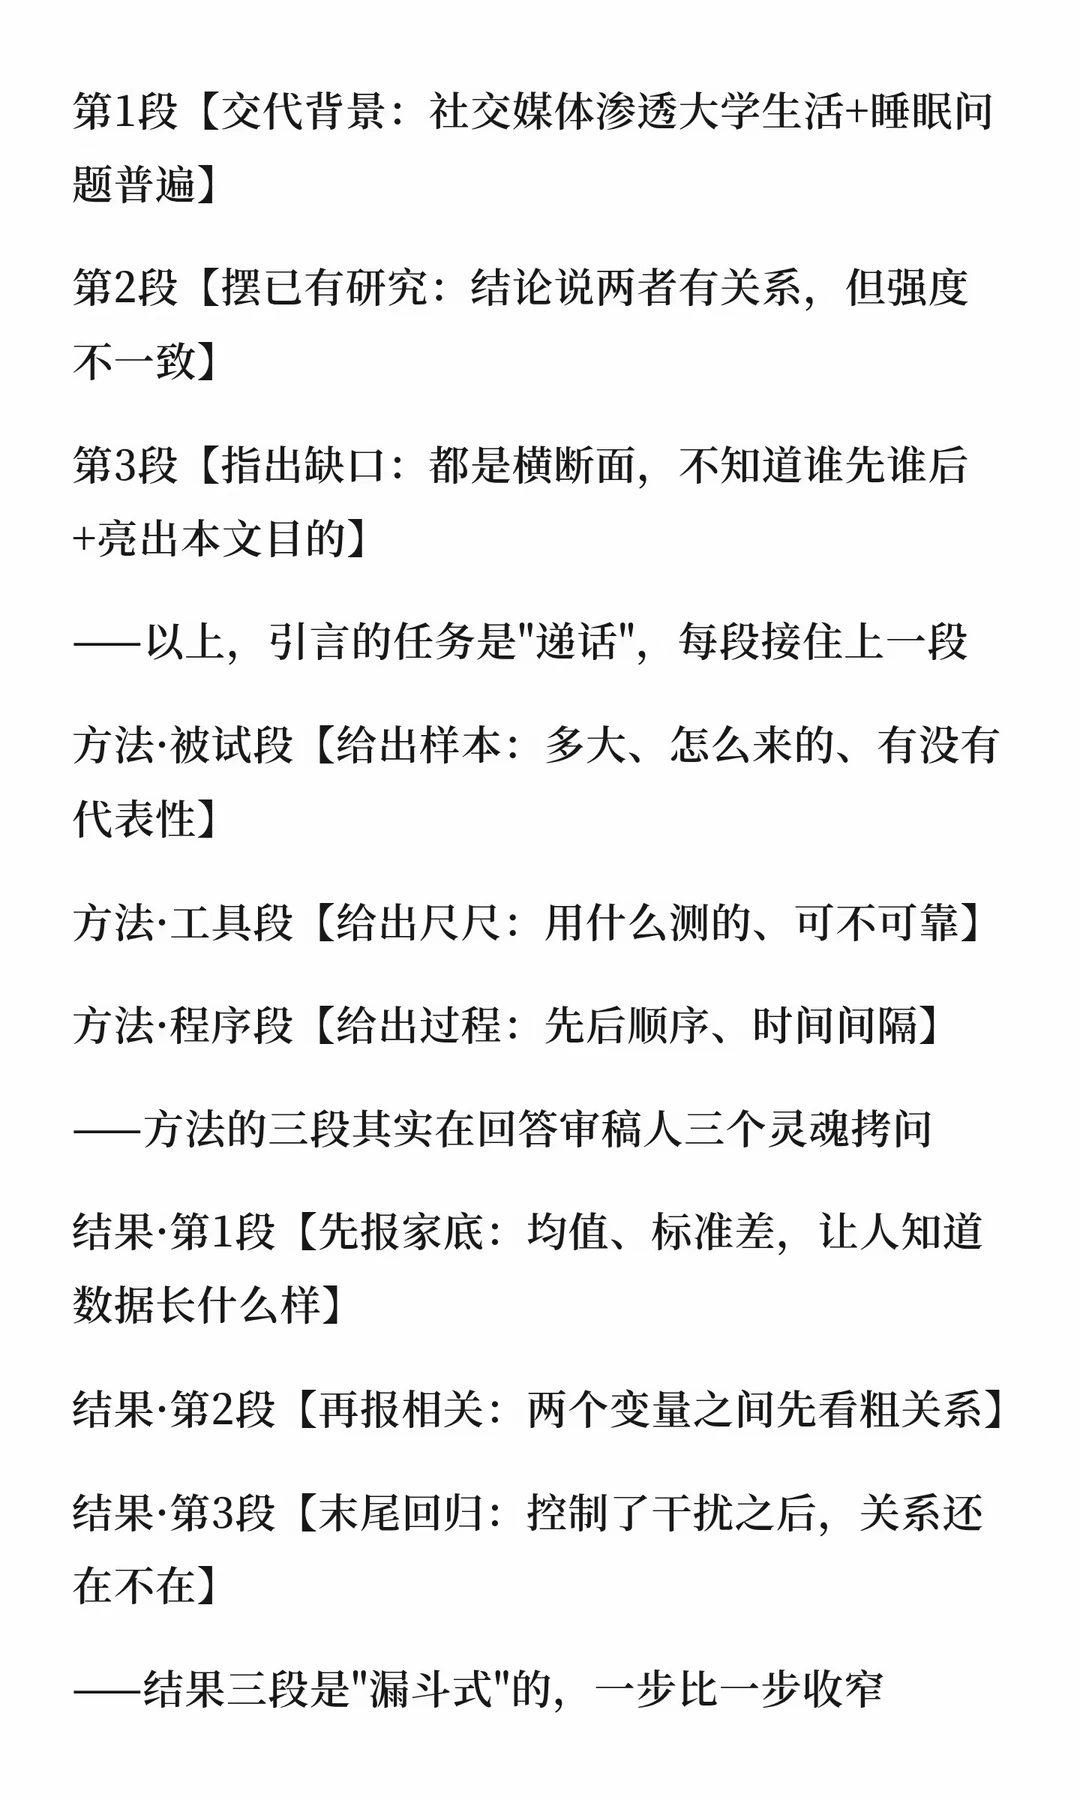 第1段【交代背景：社交媒体渗透大学生活+睡眠问
题普遍】
第2段【摆已有研究：结论说两者有关系，但强度
不一致】
第3段【指出缺口：都是横断面，不知道谁先谁后
+亮出本文目的】
——以上，引言的任务是"递话"，每段接住上一段
方法·被试段【给出样本：多大、怎么来的、有没有
代表性】
方法·工具段【给出尺尺：用什么测的、可不可靠】
方法·程序段【给出过程：先后顺序、时间间隔】
——方法的三段其实在回答审稿人三个灵魂拷问
结果·第1段【先报家底：均值、标准差，让人知道
数据长什么样】
结果·第2段【再报相关：两个变量之间先看粗关系】
结果·第3段【末尾回归：控制了干扰之后，关系还
在不在】
——结果三段是"漏斗式"的，一步比一步收窄